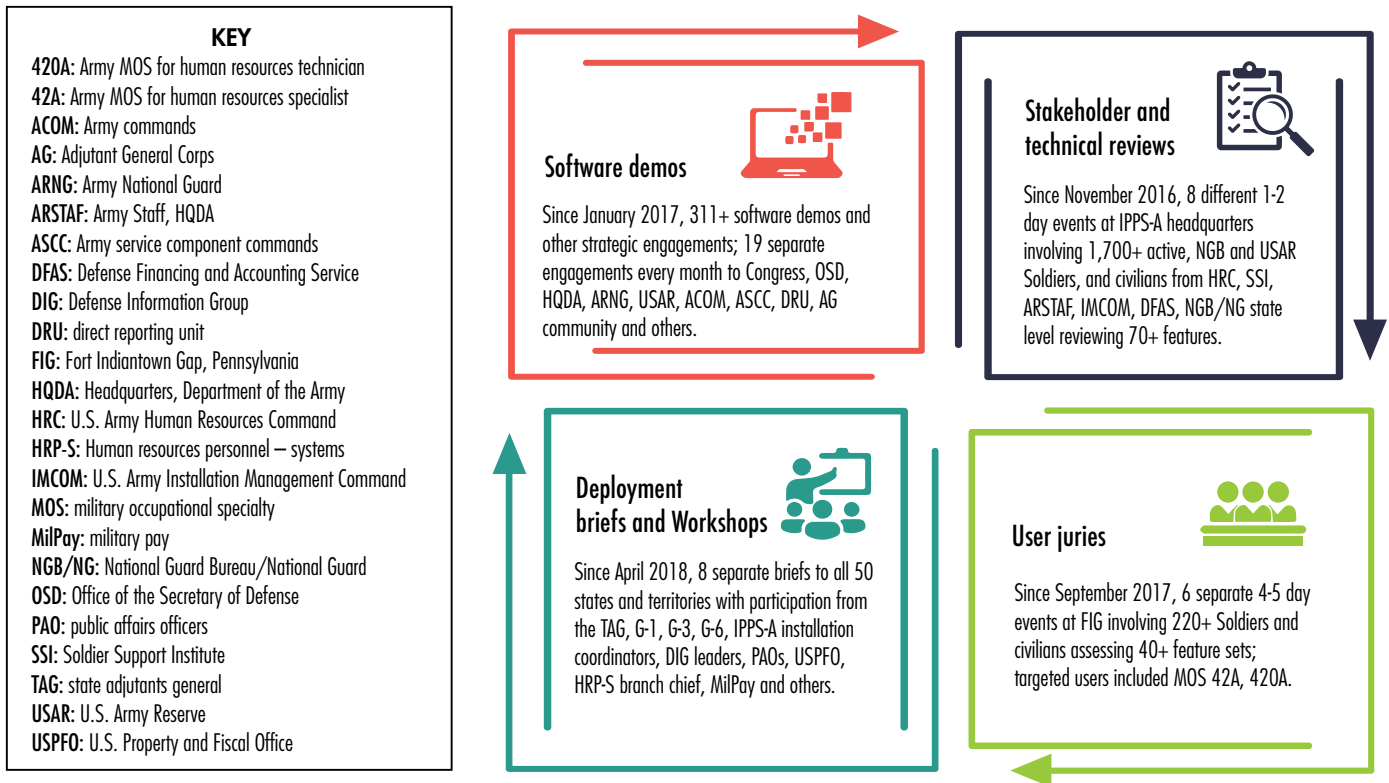 KEY
420A: Army MOS for human resources technician
42A: Army MOS for human resources specialist
ACOM: Army commands
AG: Adjutant General Corps
ARNG: Army National Guard
ARSTAF: Army Staff, HQDA
ASCC: Army service component commands
DFAS: Defense Financing and Accounting Service
DIG: Defense Information Group
DRU: direct reporting unit
FIG: Fort Indiantown Gap, Pennsylvania
HQDA: Headquarters, Department of the Army
HRC: U.S. Army Human Resources Command
HRP-S: Human resources personnel – systems
IMCOM: U.S. Army Installation Management Command
MOS: military occupational specialty
MilPay: military pay
NGB/NG: National Guard Bureau/National Guard
OSD: Office of the Secretary of Defense
PAO: public affairs officers
SSI: Soldier Support Institute
TAG: state adjutants general
USAR: U.S. Army Reserve
USPFO: U.S. Property and Fiscal Office
Software demos
Since January 2017, 311+ software demos and
other strategic engagements; 19 separate
engagements every month to Congress, OSD,
HQDA, ARNG, USAR, ACOM, ASCC, DRU, AG
community and others.
Stakeholder and
technical reviews
Since November 2016, 8 different 1-2
day events at IPPS-A headquarters
involving 1,700+ active, NGB and USAR
Soldiers, and civilians from HRC, SSI,
ARSTAF, IMCOM, DFAS, NGB/NG state
level reviewing 70+ features.
Deployment
briefs and Workshops
Since April 2018, 8 separate briefs to all 50
states and territories with participation from
the TAG, G-1, G-3, G-6, IPPS-A installation
coordinators, DIG leaders, PAOs, USPFO,
HRP-S branch chief, MilPay and others.
User juries
Since September 2017, 6 separate 4-5 day
events at FIG involving 220+ Soldiers and
civilians assessing 40+ feature sets;
targeted users included MOS 42A, 420A.